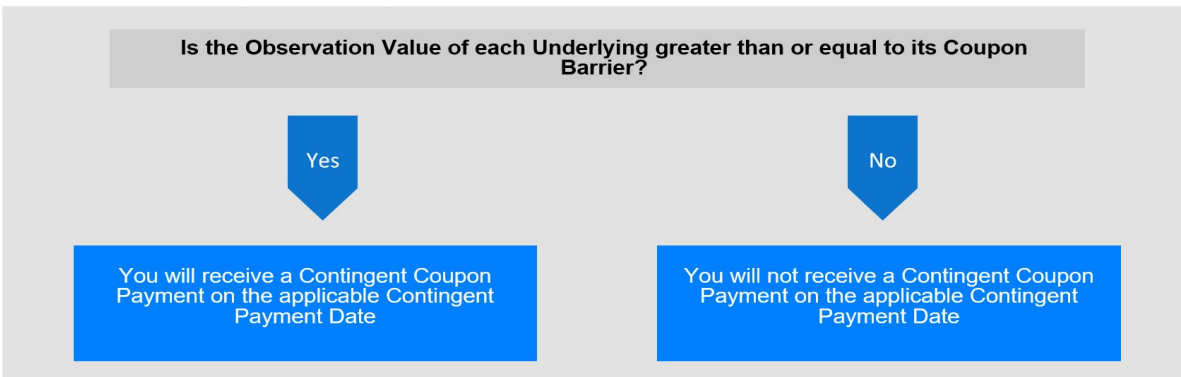 Is the Observation Value of each Underlying greater than or equal to its Coupon
Barrier?
Yes
No
You will receive a Contingent Coupon
Payment on the applicable Contingent
Payment Date
You will not receive a Contingent Coupon
Payment on the applicable Contingent
Payment Date